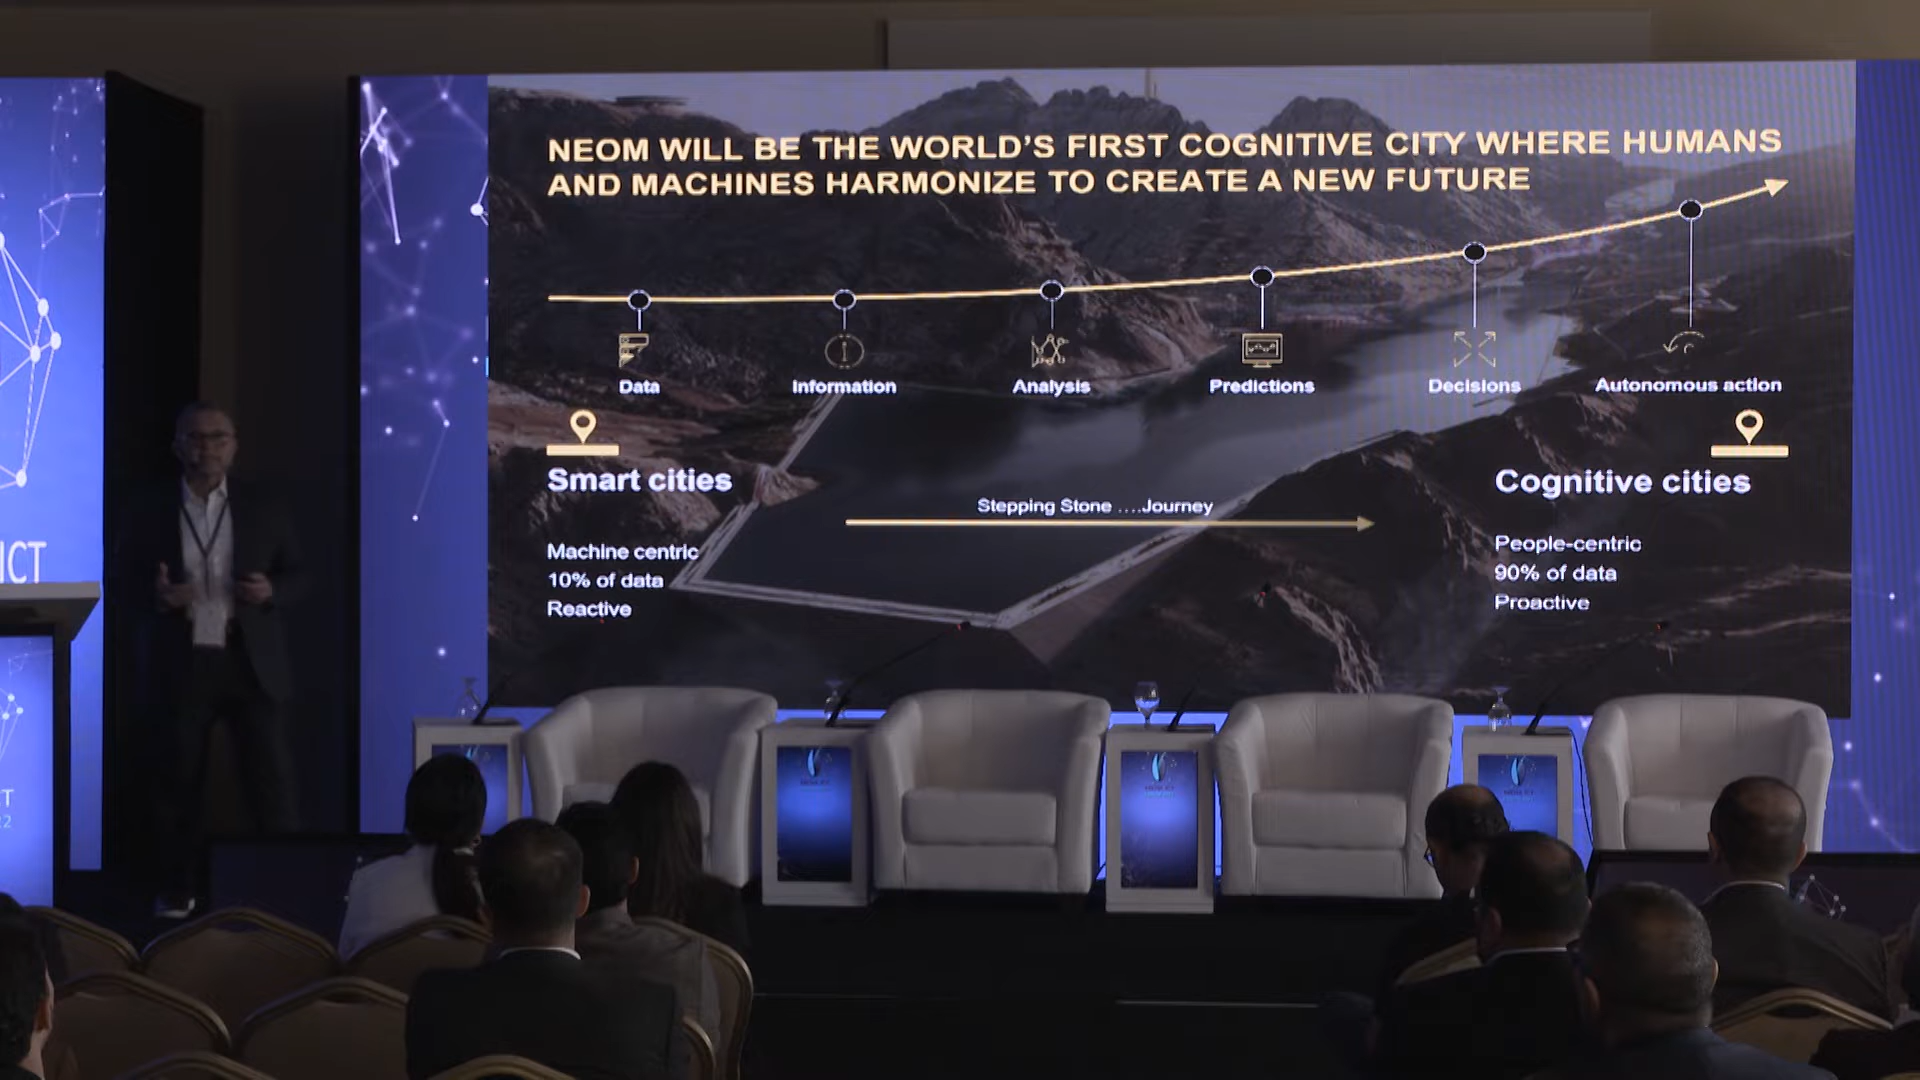 NEOM WILL BE THE WORLD'S FIRST COGNITIVE CITY WHERE HUMANS
AND MACHINES HARMONIZE TO CREATE A NEW FUTURE
Data
Information
Analysis
Predictions
Decisions
Autonomous action
Smart cities
Cognitive cities
Stepping Stone ....Journey
Machine centric
10% of data
Reactive
People-centric
90% of data
Proactive
ICT